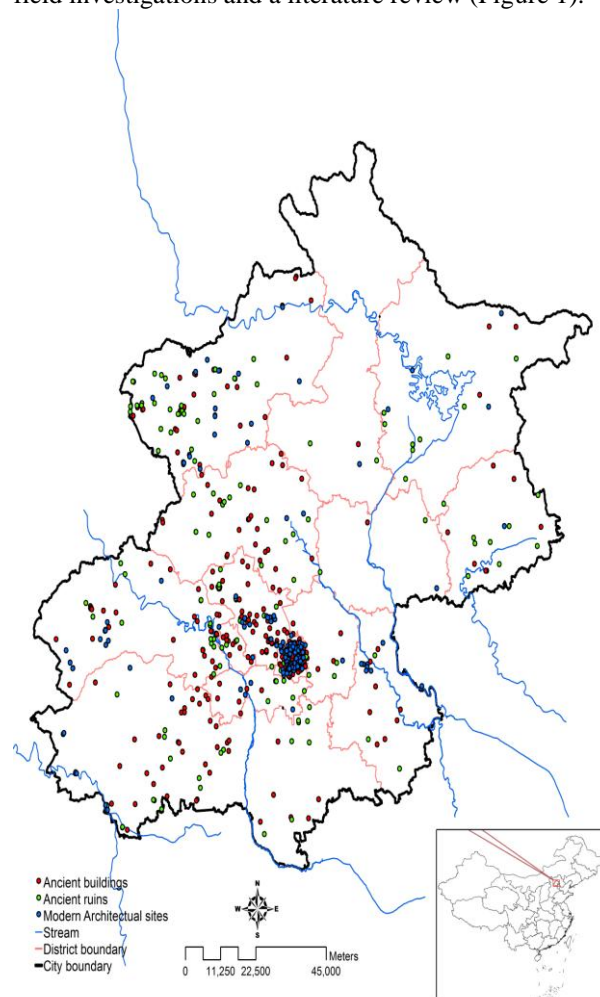 field investigations and a literature review (Figure 1).
Ancient buildings
Ancient ruins
Modern Architectual sites
Stream
District boundary
City boundary
N
W E
S
Meters
0 11,250 22,500 45,000